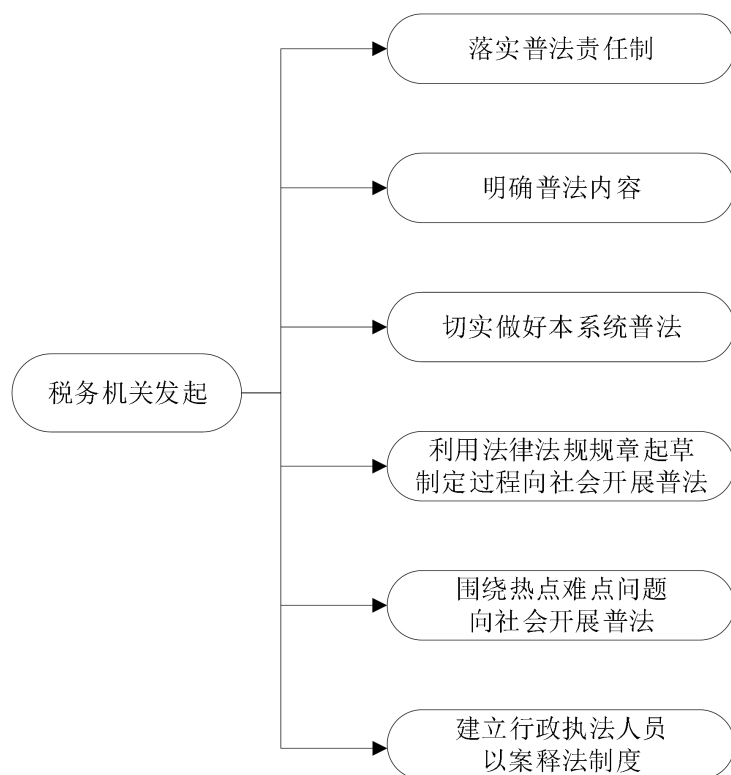 落实普法责任制
明确普法内容
切实做好本系统普法
税务机关发起
利用法律法规规章起草
制定过程向社会开展普法
围绕热点难点问题
向社会开展普法
建立行政执法人员
以案释法制度